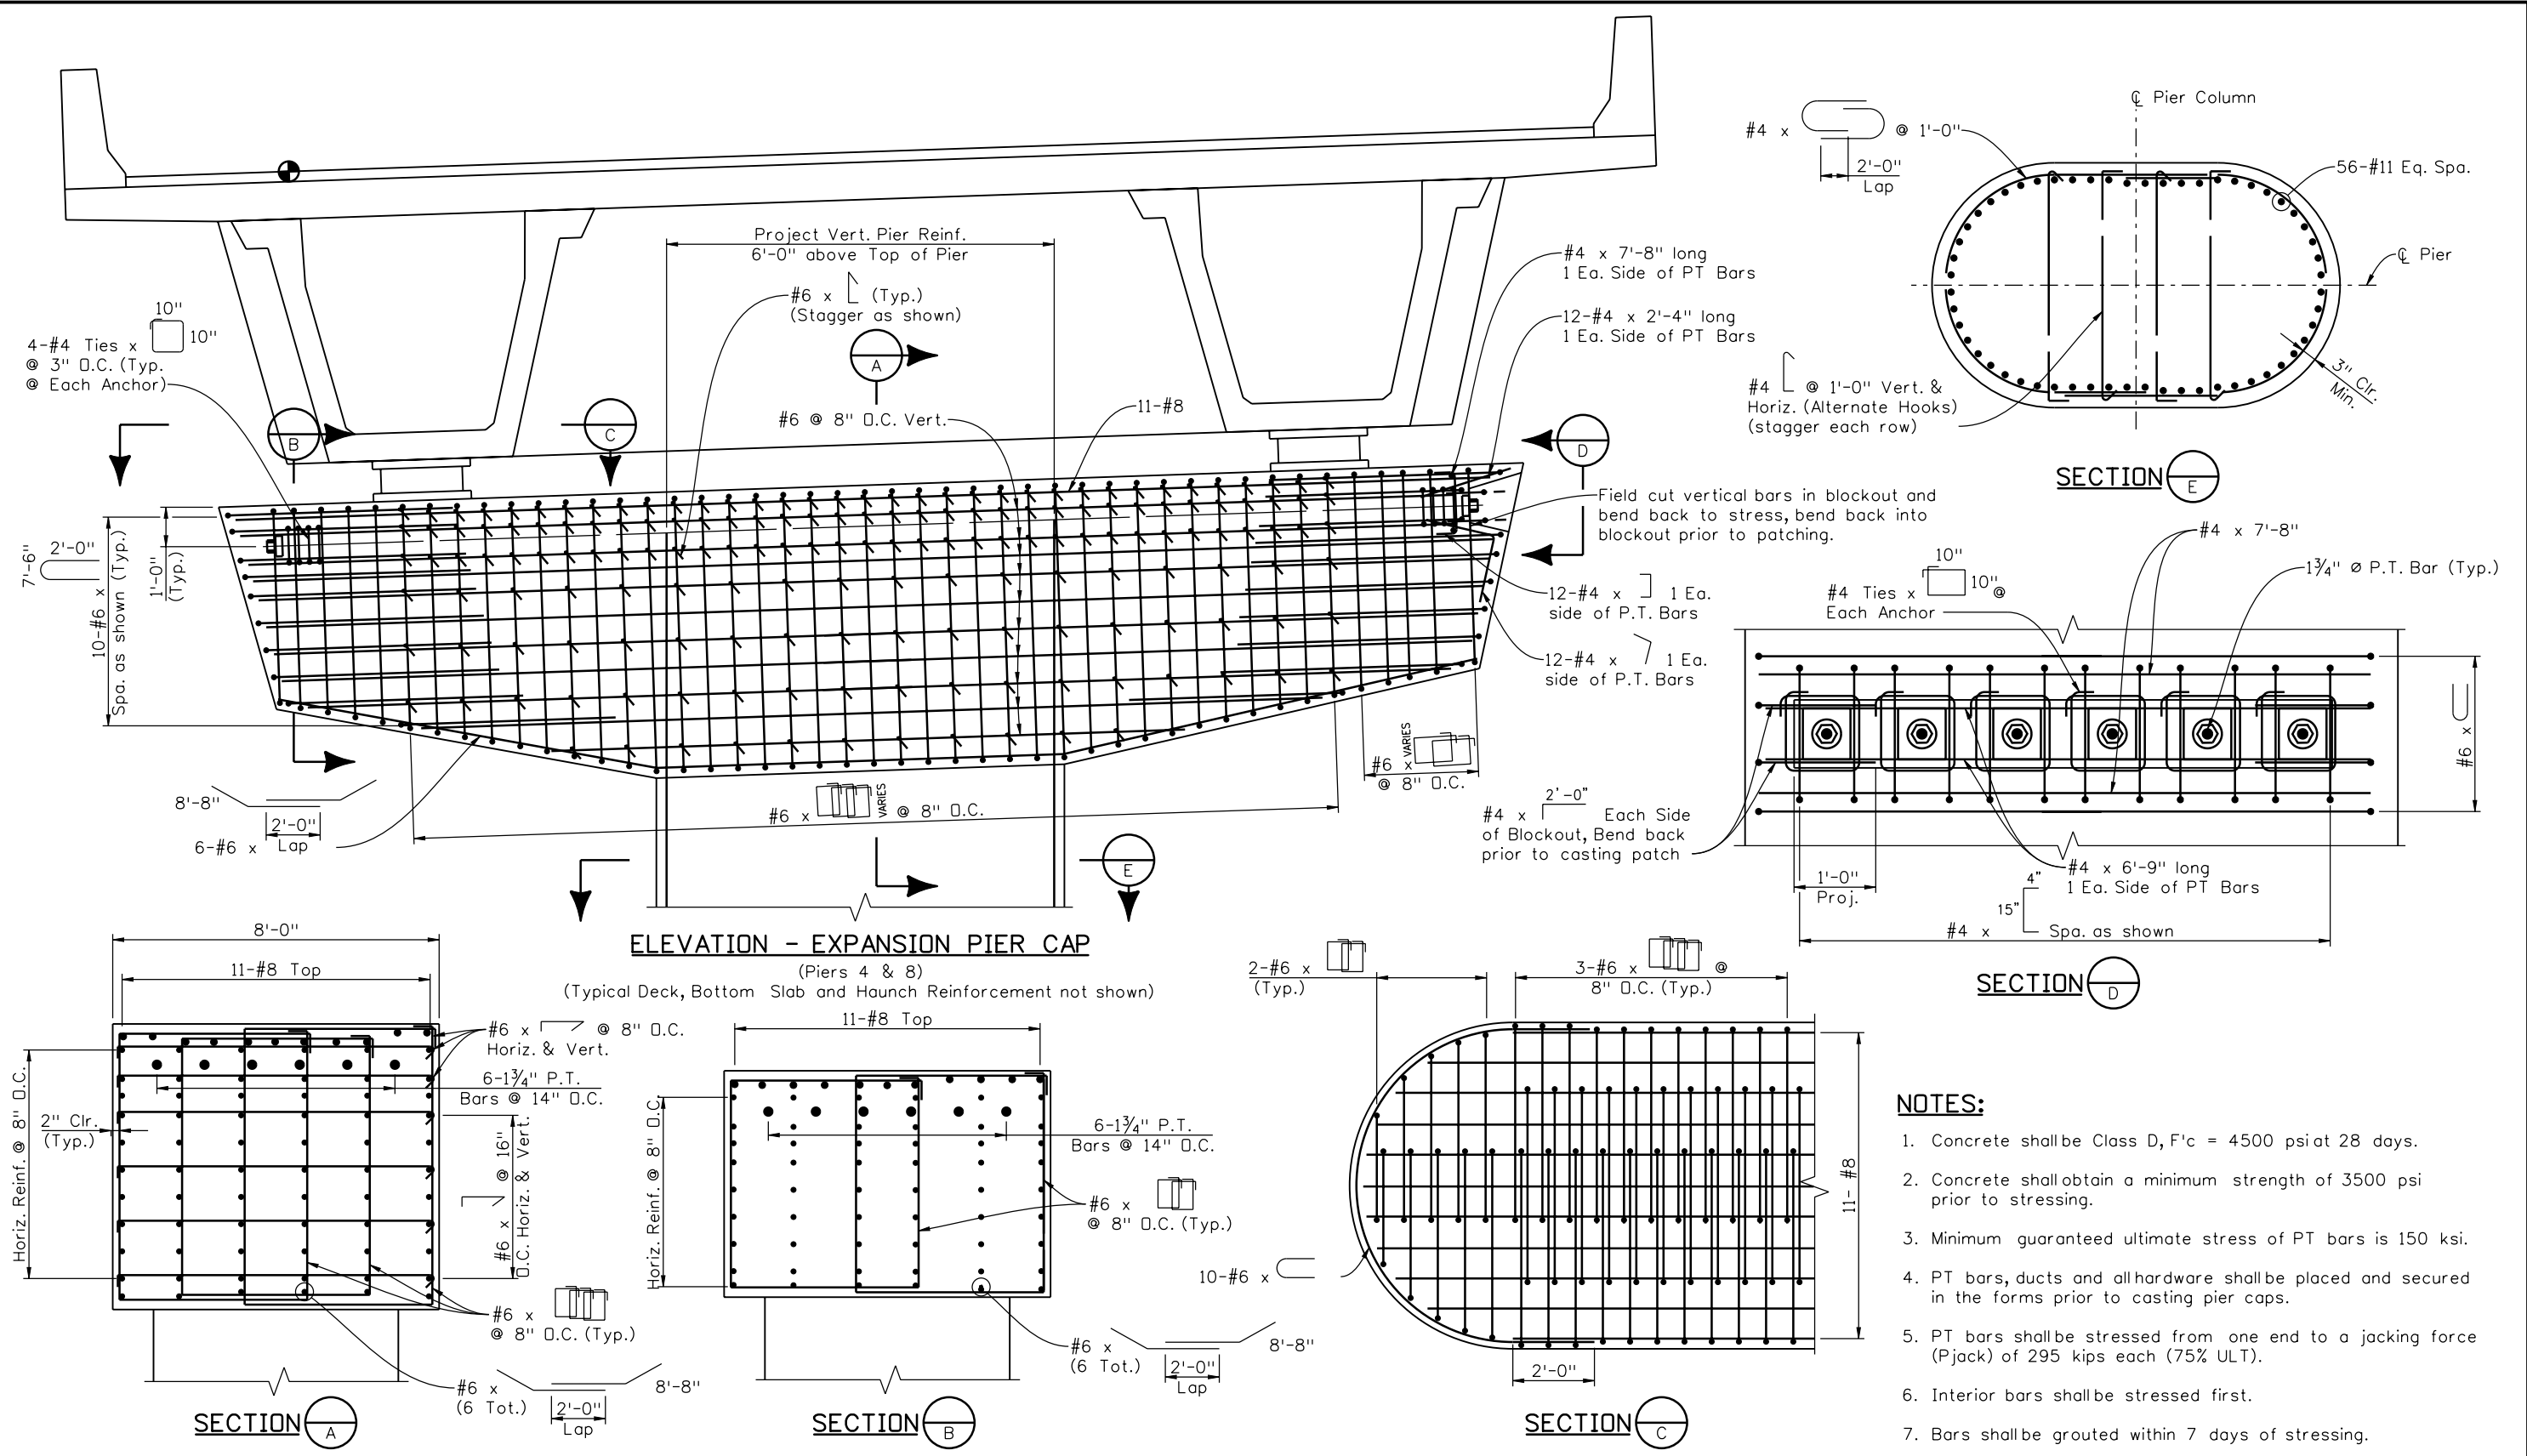 Project Vert. Pier Reinf.
6'-0" above Top of Pier
#6 x (Typ.)
(Stagger as shown)
A
#6 @ 8" O.C. Vert.
11-#8
10"
10"
4-#4 Ties x
@ 3" O.C. (Typ.
@ Each Anchor)
B
C
D
#4 x 7'-8" long
1 Ea. Side of PT Bars
12-#4 x 2'-4" long
1 Ea. Side of PT Bars
Field cut vertical bars in blockout and
bend back to stress, bend back into
blockout prior to patching.
12-#4 x 1 Ea.
side of P.T. Bars
12-#4 x 1 Ea.
side of P.T. Bars
7'-6"
2'-0"
10-#6 x
Spa. as shown (Typ.)
1'-0"
(Typ.)
8'-8"
2'-0"
Lap
6-#6 x
#6 x VARIES @ 8" O.C.
#6 x VARIES
@ 8" O.C.
E
ELEVATION - EXPANSION PIER CAP
(Piers 4 & 8)
(Typical Deck, Bottom Slab and Haunch Reinforcement not shown)
℄ Pier Column
#4 x @ 1'-0"
2'-0"
Lap
56-#11 Eq. Spa.
℄ Pier
3" Clr.
Min.
#4 @ 1'-0" Vert. &
Horiz. (Alternate Hooks)
(stagger each row)
SECTION E
#4 x 7'-8"
10"
10"
#4 Ties x @
Each Anchor
1¾" Ø P.T. Bar (Typ.)
#6 x
#4 x 2'-0" Each Side
of Blockout, Bend back
prior to casting patch
1'-0"
Proj.
#4 x 6'-9" long
1 Ea. Side of PT Bars
4"
15"
#4 x Spa. as shown
SECTION D
8'-0"
11-#8 Top
#6 x @ 8" O.C.
Horiz. & Vert.
6-1¾" P.T.
Bars @ 14" O.C.
2" Clr.
(Typ.)
Horiz. Reinf. @ 8" O.C.
#6 x @ 16"
O.C. Horiz. & Vert.
#6 x
@ 8" O.C. (Typ.)
#6 x
(6 Tot.)
2'-0"
Lap
8'-8"
SECTION A
11-#8 Top
Horiz. Reinf. @ 8" O.C.
6-1¾" P.T.
Bars @ 14" O.C.
#6 x
@ 8" O.C. (Typ.)
#6 x
(6 Tot.)
2'-0"
Lap
8'-8"
SECTION B
2-#6 x
(Typ.)
3-#6 x @
8" O.C. (Typ.)
11- #8
10-#6 x
2'-0"
SECTION C
NOTES:
1. Concrete shall be Class D, F'c = 4500 psi at 28 days.
2. Concrete shall obtain a minimum strength of 3500 psi
prior to stressing.
3. Minimum guaranteed ultimate stress of PT bars is 150 ksi.
4. PT bars, ducts and all hardware shall be placed and secured
in the forms prior to casting pier caps.
5. PT bars shall be stressed from one end to a jacking force
(Pjack) of 295 kips each (75% ULT).
6. Interior bars shall be stressed first.
7. Bars shall be grouted within 7 days of stressing.